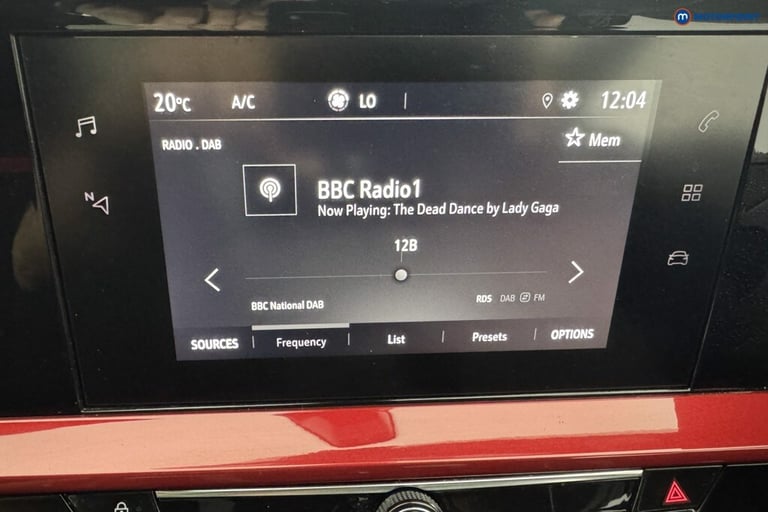 20°C A/C LO 12:04
RADIO . DAB
Mem
BBC Radio1
Now Playing: The Dead Dance by Lady Gaga
12B
BBC National DAB
RDS DAB FM
SOURCES Frequency List Presets OPTIONS
N